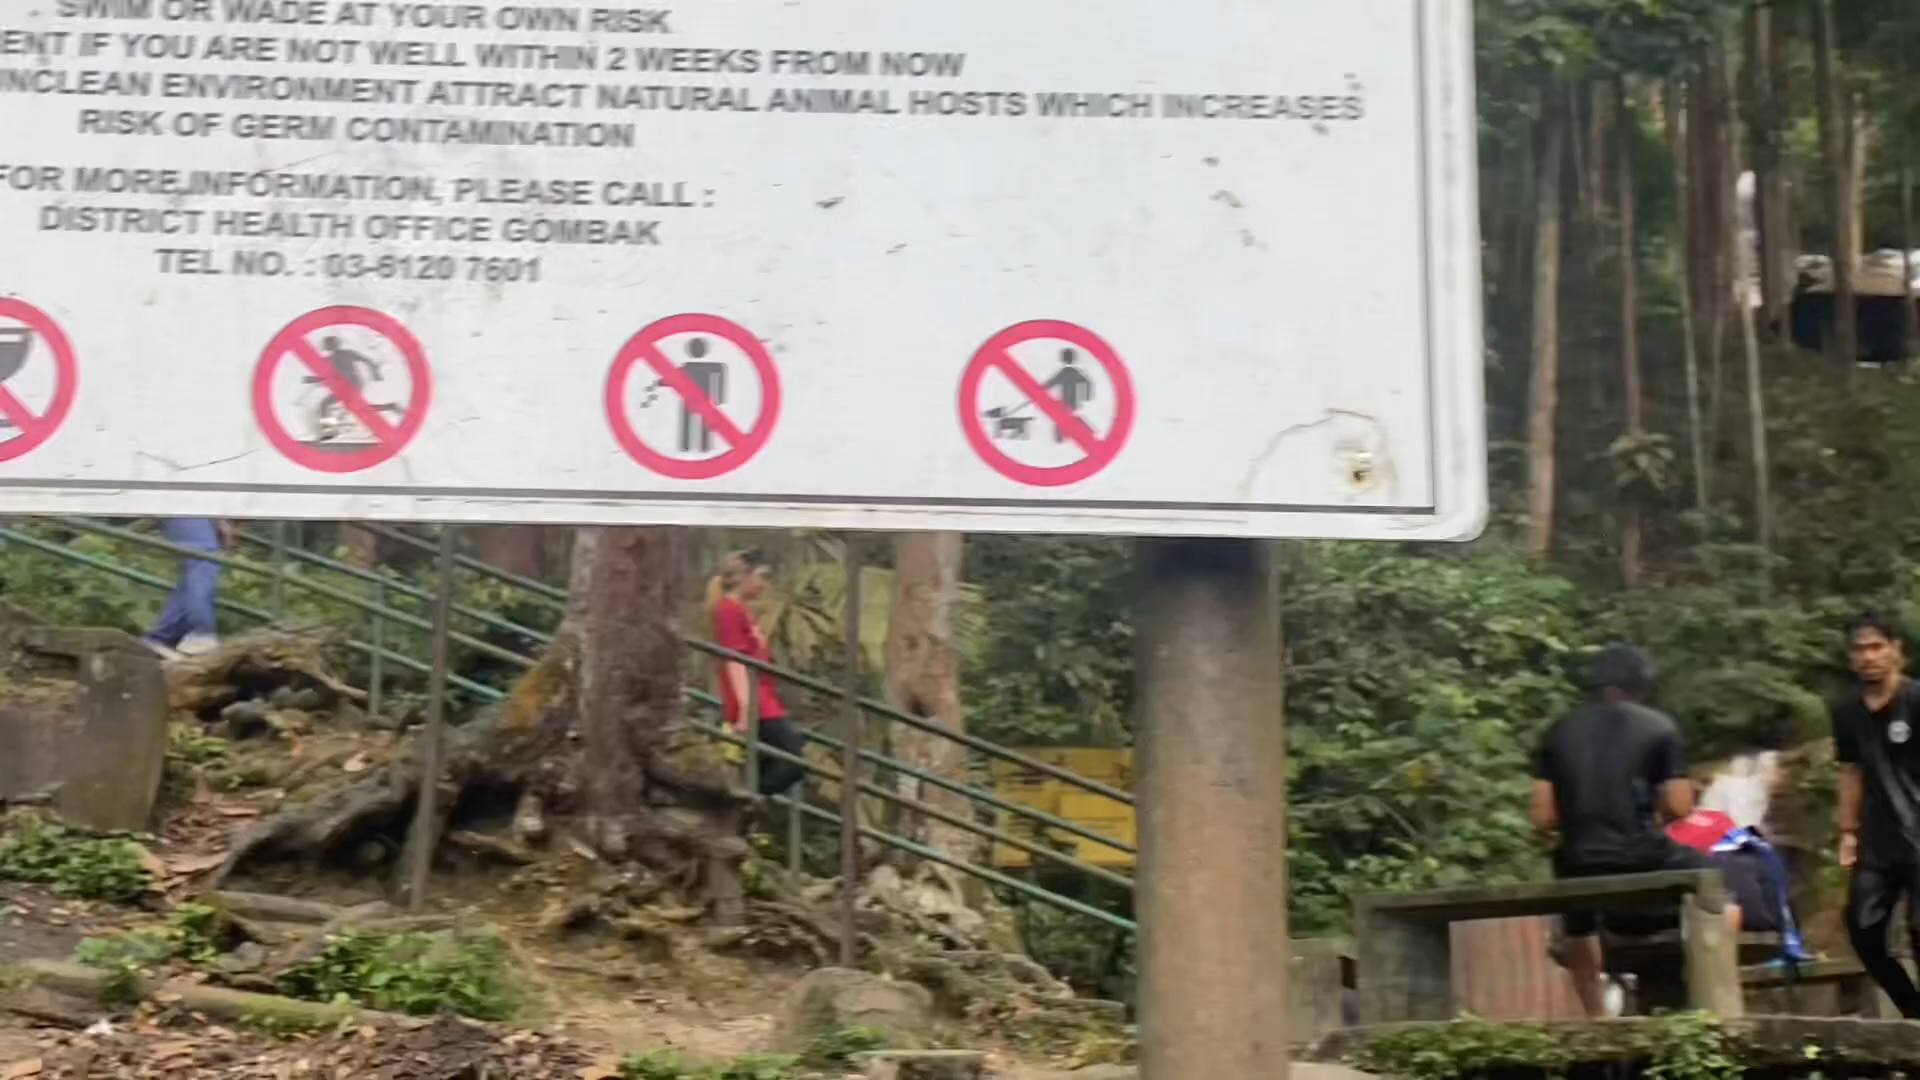 SWIM OR WADE AT YOUR OWN RISK
ENT IF YOU ARE NOT WELL WITHIN 2 WEEKS FROM NOW
UNCLEAN ENVIRONMENT ATTRACT NATURAL ANIMAL HOSTS WHICH INCREASES
RISK OF GERM CONTAMINATION
FOR MORE INFORMATION, PLEASE CALL :
DISTRICT HEALTH OFFICE GOMBAK
TEL NO. : 03-6120 7601